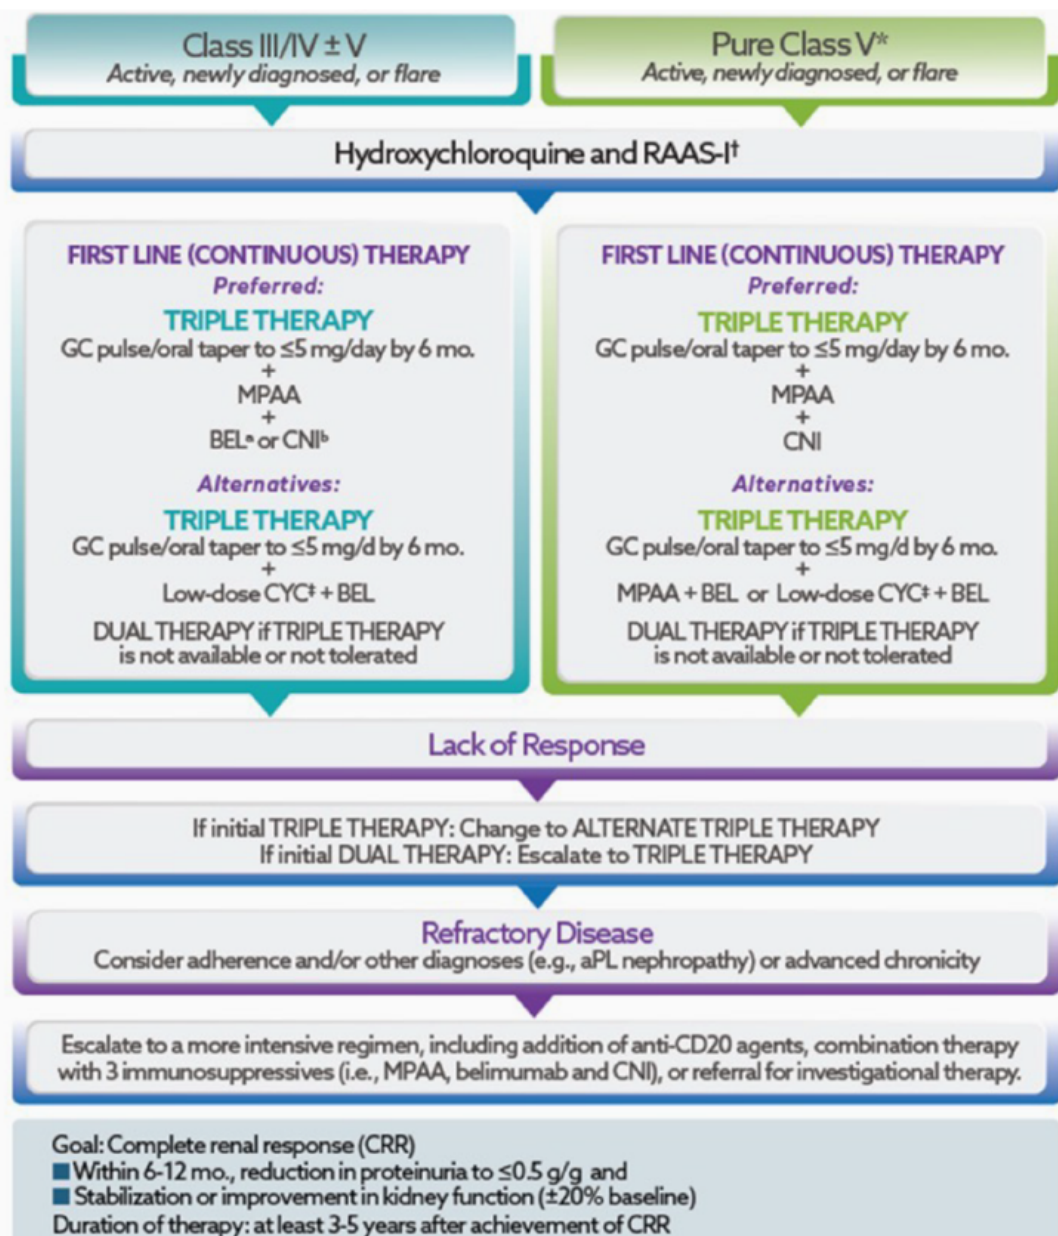 Class III/IV ± V
Active, newly diagnosed, or flare
Pure Class V*
Active, newly diagnosed, or flare
Hydroxychloroquine and RAAS-I†
FIRST LINE (CONTINUOUS) THERAPY
Preferred:
TRIPLE THERAPY
GC pulse/oral taper to ≤5 mg/day by 6 mo.
+
MPAA
+
BELᵃ or CNIᵇ
Alternatives:
TRIPLE THERAPY
GC pulse/oral taper to ≤5 mg/d by 6 mo.
+
Low-dose CYC‡ + BEL
DUAL THERAPY if TRIPLE THERAPY
is not available or not tolerated
FIRST LINE (CONTINUOUS) THERAPY
Preferred:
TRIPLE THERAPY
GC pulse/oral taper to ≤5 mg/day by 6 mo.
+
MPAA
+
CNI
Alternatives:
TRIPLE THERAPY
GC pulse/oral taper to ≤5 mg/d by 6 mo.
+
MPAA + BEL or Low-dose CYC‡ + BEL
DUAL THERAPY if TRIPLE THERAPY
is not available or not tolerated
Lack of Response
If initial TRIPLE THERAPY: Change to ALTERNATE TRIPLE THERAPY
If initial DUAL THERAPY: Escalate to TRIPLE THERAPY
Refractory Disease
Consider adherence and/or other diagnoses (e.g., aPL nephropathy) or advanced chronicity
Escalate to a more intensive regimen, including addition of anti-CD20 agents, combination therapy
with 3 immunosuppressives (i.e., MPAA, belimumab and CNI), or referral for investigational therapy.
Goal: Complete renal response (CRR)
■ Within 6-12 mo., reduction in proteinuria to ≤0.5 g/g and
■ Stabilization or improvement in kidney function (±20% baseline)
Duration of therapy: at least 3-5 years after achievement of CRR